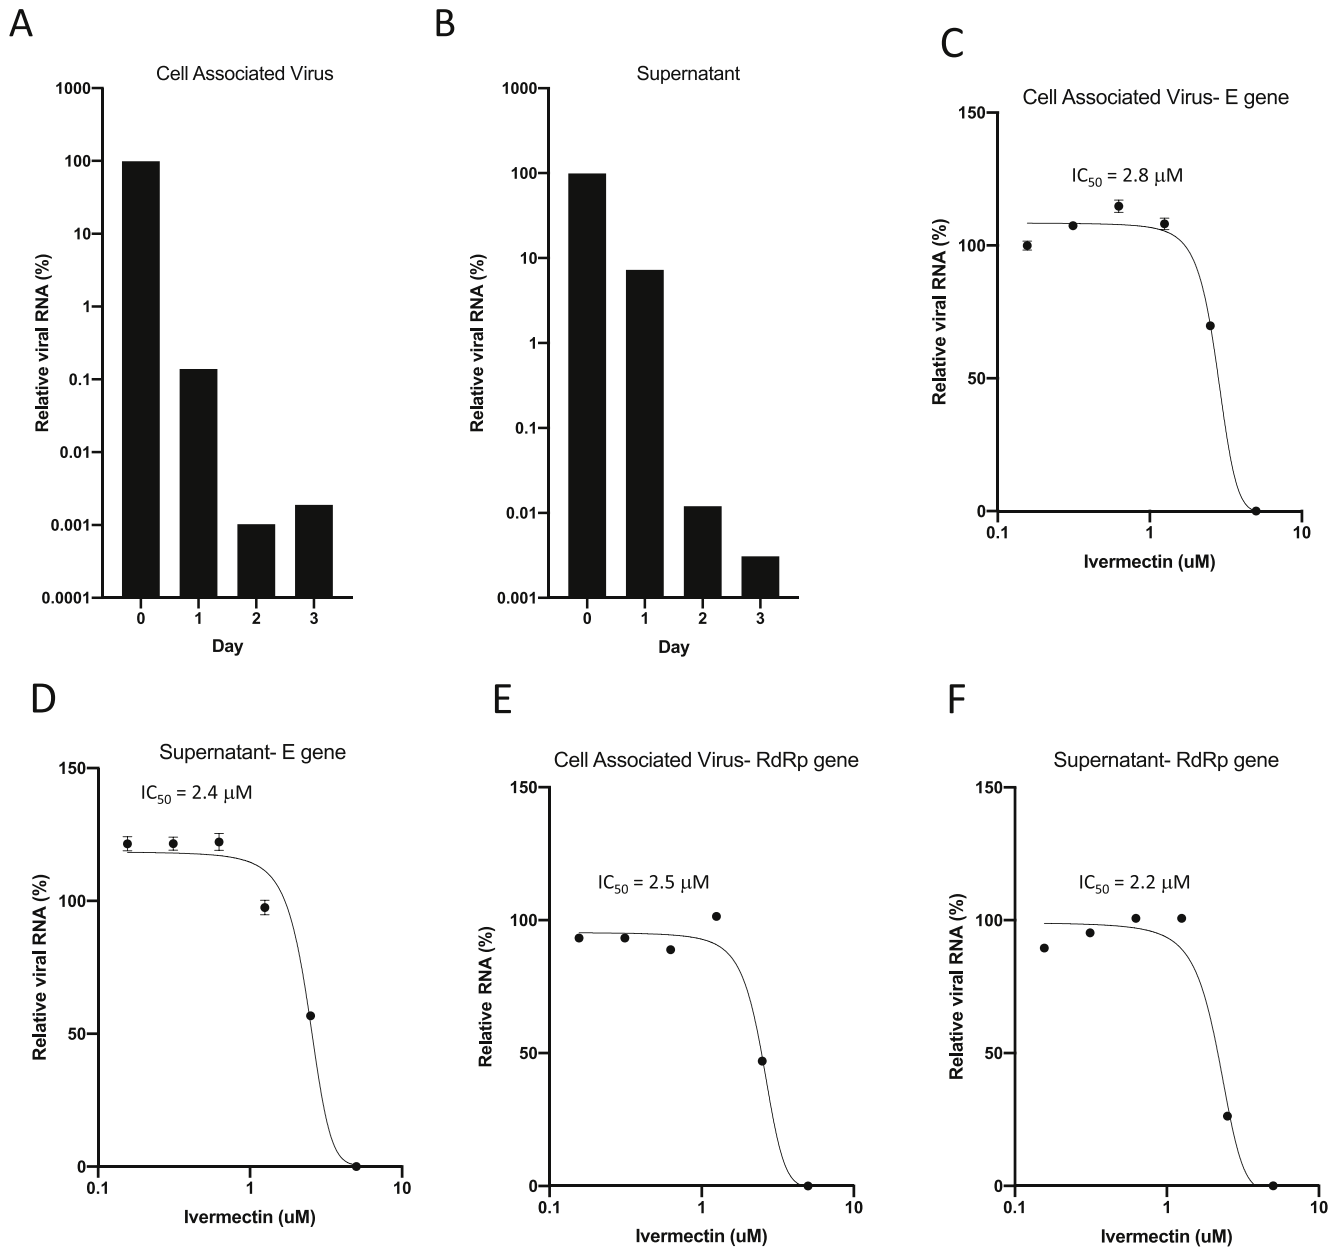 A
Cell Associated Virus
1000
100
10
1
0.1
0.01
0.001
0.0001
Relative viral RNA (%)
0 1 2 3
Day
B
Supernatant
1000
100
10
1
0.1
0.01
0.001
Relative viral RNA (%)
0 1 2 3
Day
C
Cell Associated Virus- E gene
IC50 = 2.8 μM
150
100
50
0
Relative viral RNA (%)
0.1 1 10
Ivermectin (uM)
D
Supernatant- E gene
IC50 = 2.4 μM
150
100
50
0
Relative viral RNA (%)
0.1 1 10
Ivermectin (uM)
E
Cell Associated Virus- RdRp gene
IC50 = 2.5 μM
150
100
50
0
Relative RNA (%)
0.1 1 10
Ivermectin (uM)
F
Supernatant- RdRp gene
IC50 = 2.2 μM
150
100
50
0
Relative viral RNA (%)
0.1 1 10
Ivermectin (uM)